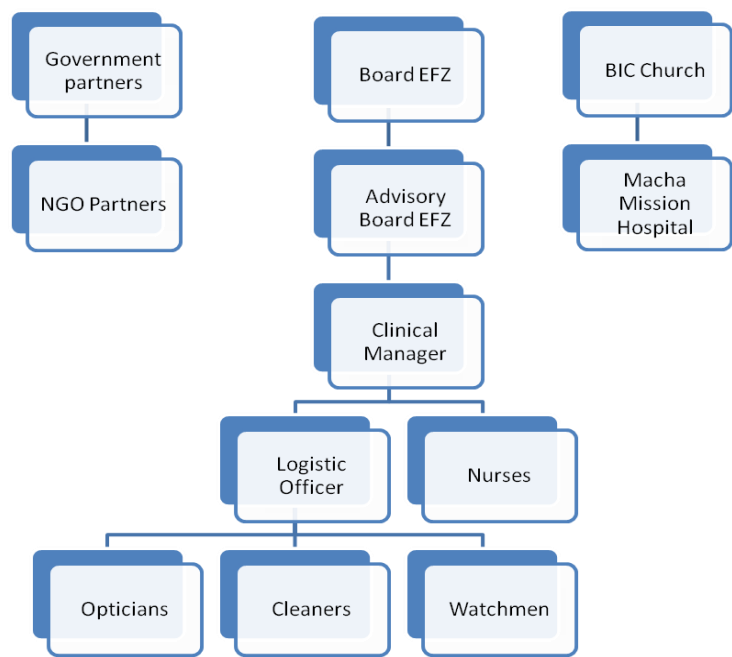 Government
partners
Board EFZ
BIC Church
NGO Partners
Advisory
Board EFZ
Macha
Mission
Hospital
Clinical
Manager
Logistic
Officer
Nurses
Opticians
Cleaners
Watchmen